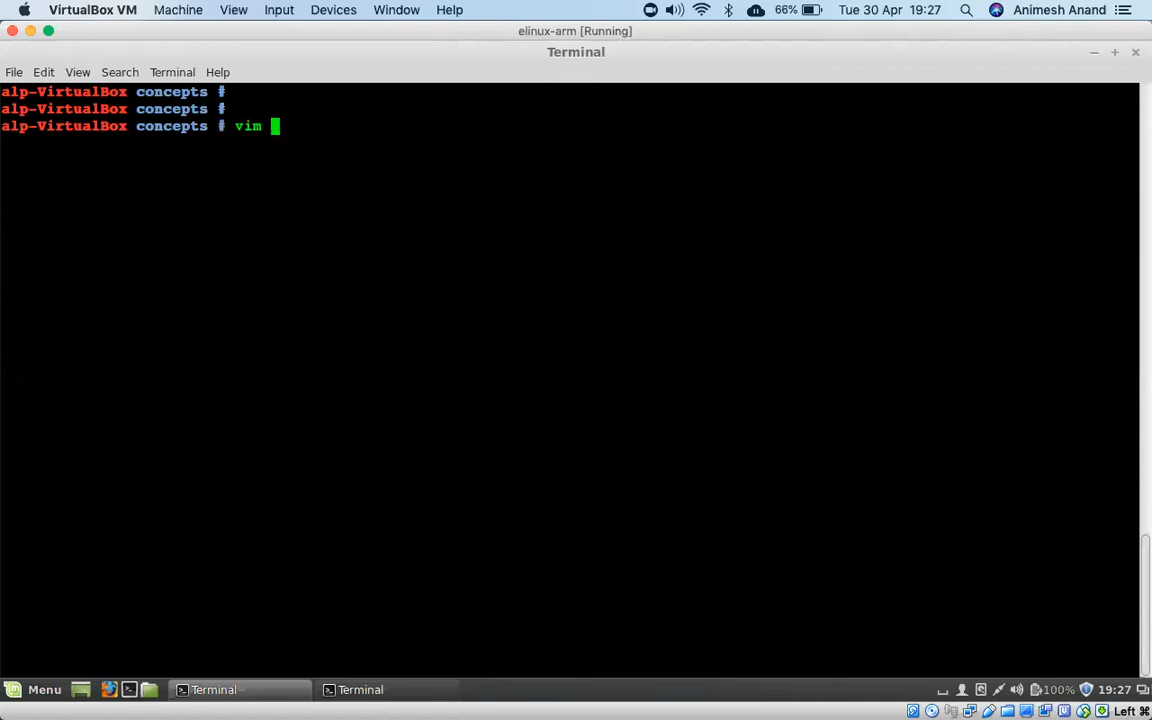 VirtualBox VM Machine View Input Devices Window Help 66% Tue 30 Apr 19:27 Animesh Anand
elinux-arm [Running]
Terminal
File Edit View Search Terminal Help
alp-VirtualBox concepts #
alp-VirtualBox concepts #
alp-VirtualBox concepts # vim
Menu Terminal Terminal 100% 19:27
Left ⌘